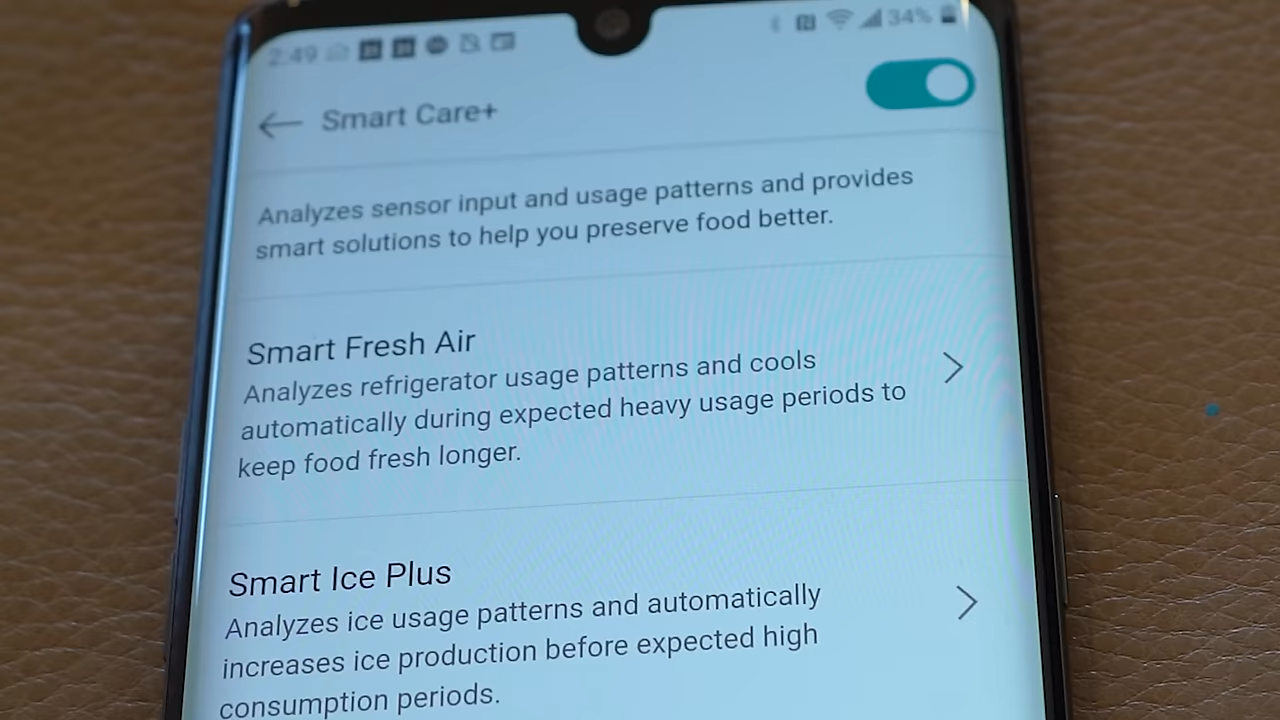 2:49 34%
Smart Care+
Analyzes sensor input and usage patterns and provides
smart solutions to help you preserve food better.
Smart Fresh Air
Analyzes refrigerator usage patterns and cools
automatically during expected heavy usage periods to
keep food fresh longer.
Smart Ice Plus
Analyzes ice usage patterns and automatically
increases ice production before expected high
consumption periods.